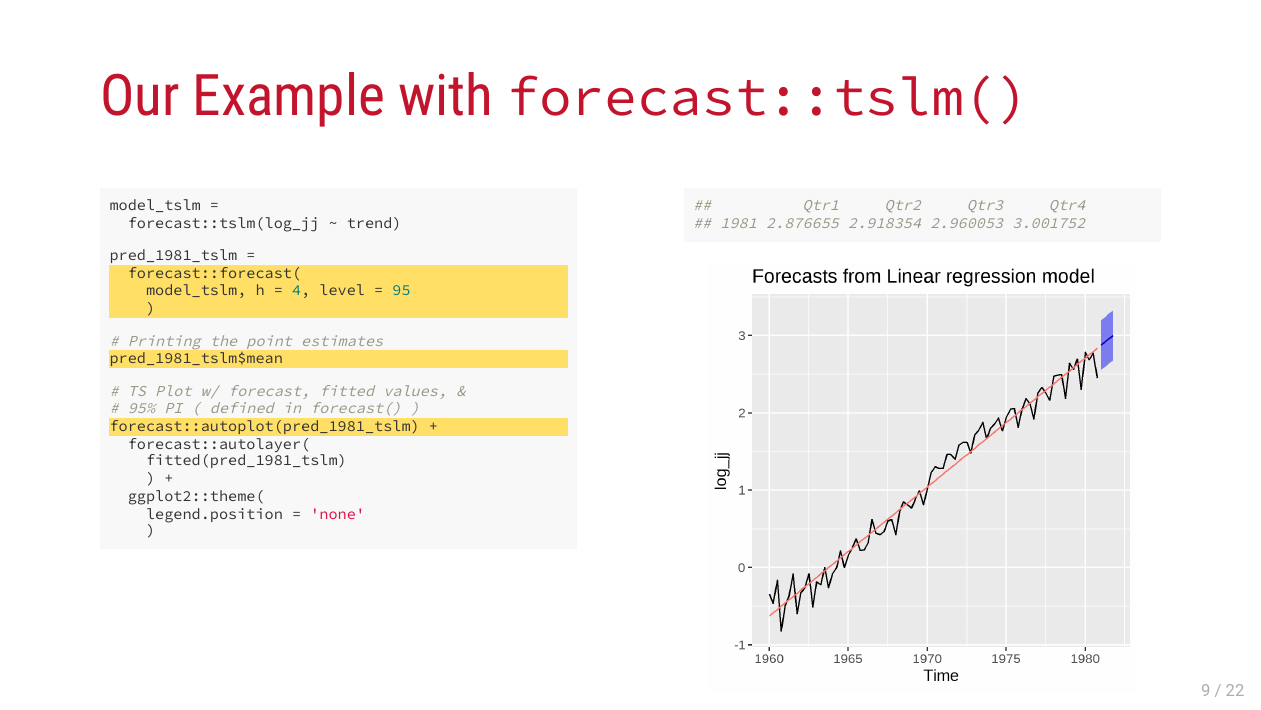 Our Example with forecast::tslm()
model_tslm =
  forecast::tslm(log_jj ~ trend)
pred_1981_tslm =
  forecast::forecast(
    model_tslm, h = 4, level = 95
    )
# Printing the point estimates
pred_1981_tslm$mean
# TS Plot w/ forecast, fitted values, &
# 95% PI ( defined in forecast() )
forecast::autoplot(pred_1981_tslm) +
  forecast::autolayer(
    fitted(pred_1981_tslm)
    ) +
  ggplot2::theme(
    legend.position = 'none'
    )
##          Qtr1     Qtr2     Qtr3     Qtr4
## 1981 2.876655 2.918354 2.960053 3.001752
Forecasts from Linear regression model
3
2
1
0
-1
log_jj
1960 1965 1970 1975 1980
Time
9 / 22